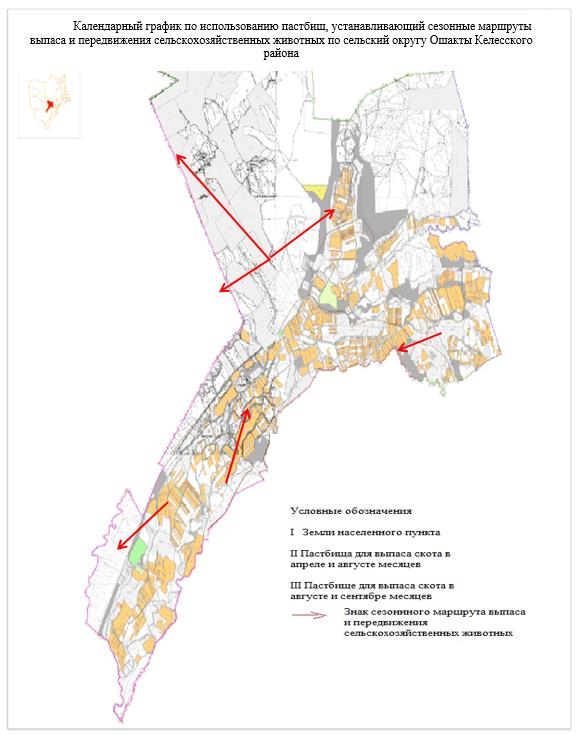 Календарный график по использованию пастбищ, устанавливающий сезонные маршруты
выпаса и передвижения сельскохозяйственных животных по сельский округу Ошакты Келесского
района
Условные обозначения
I Земли населенного пункта
II Пастбища для выпаса скота в
апреле и августе месяцев
III Пастбище для выпаса скота в
августе и сентябре месяцев
Знак сезоннного маршрута выпаса
и передвижения
сельскохозяйственных животных